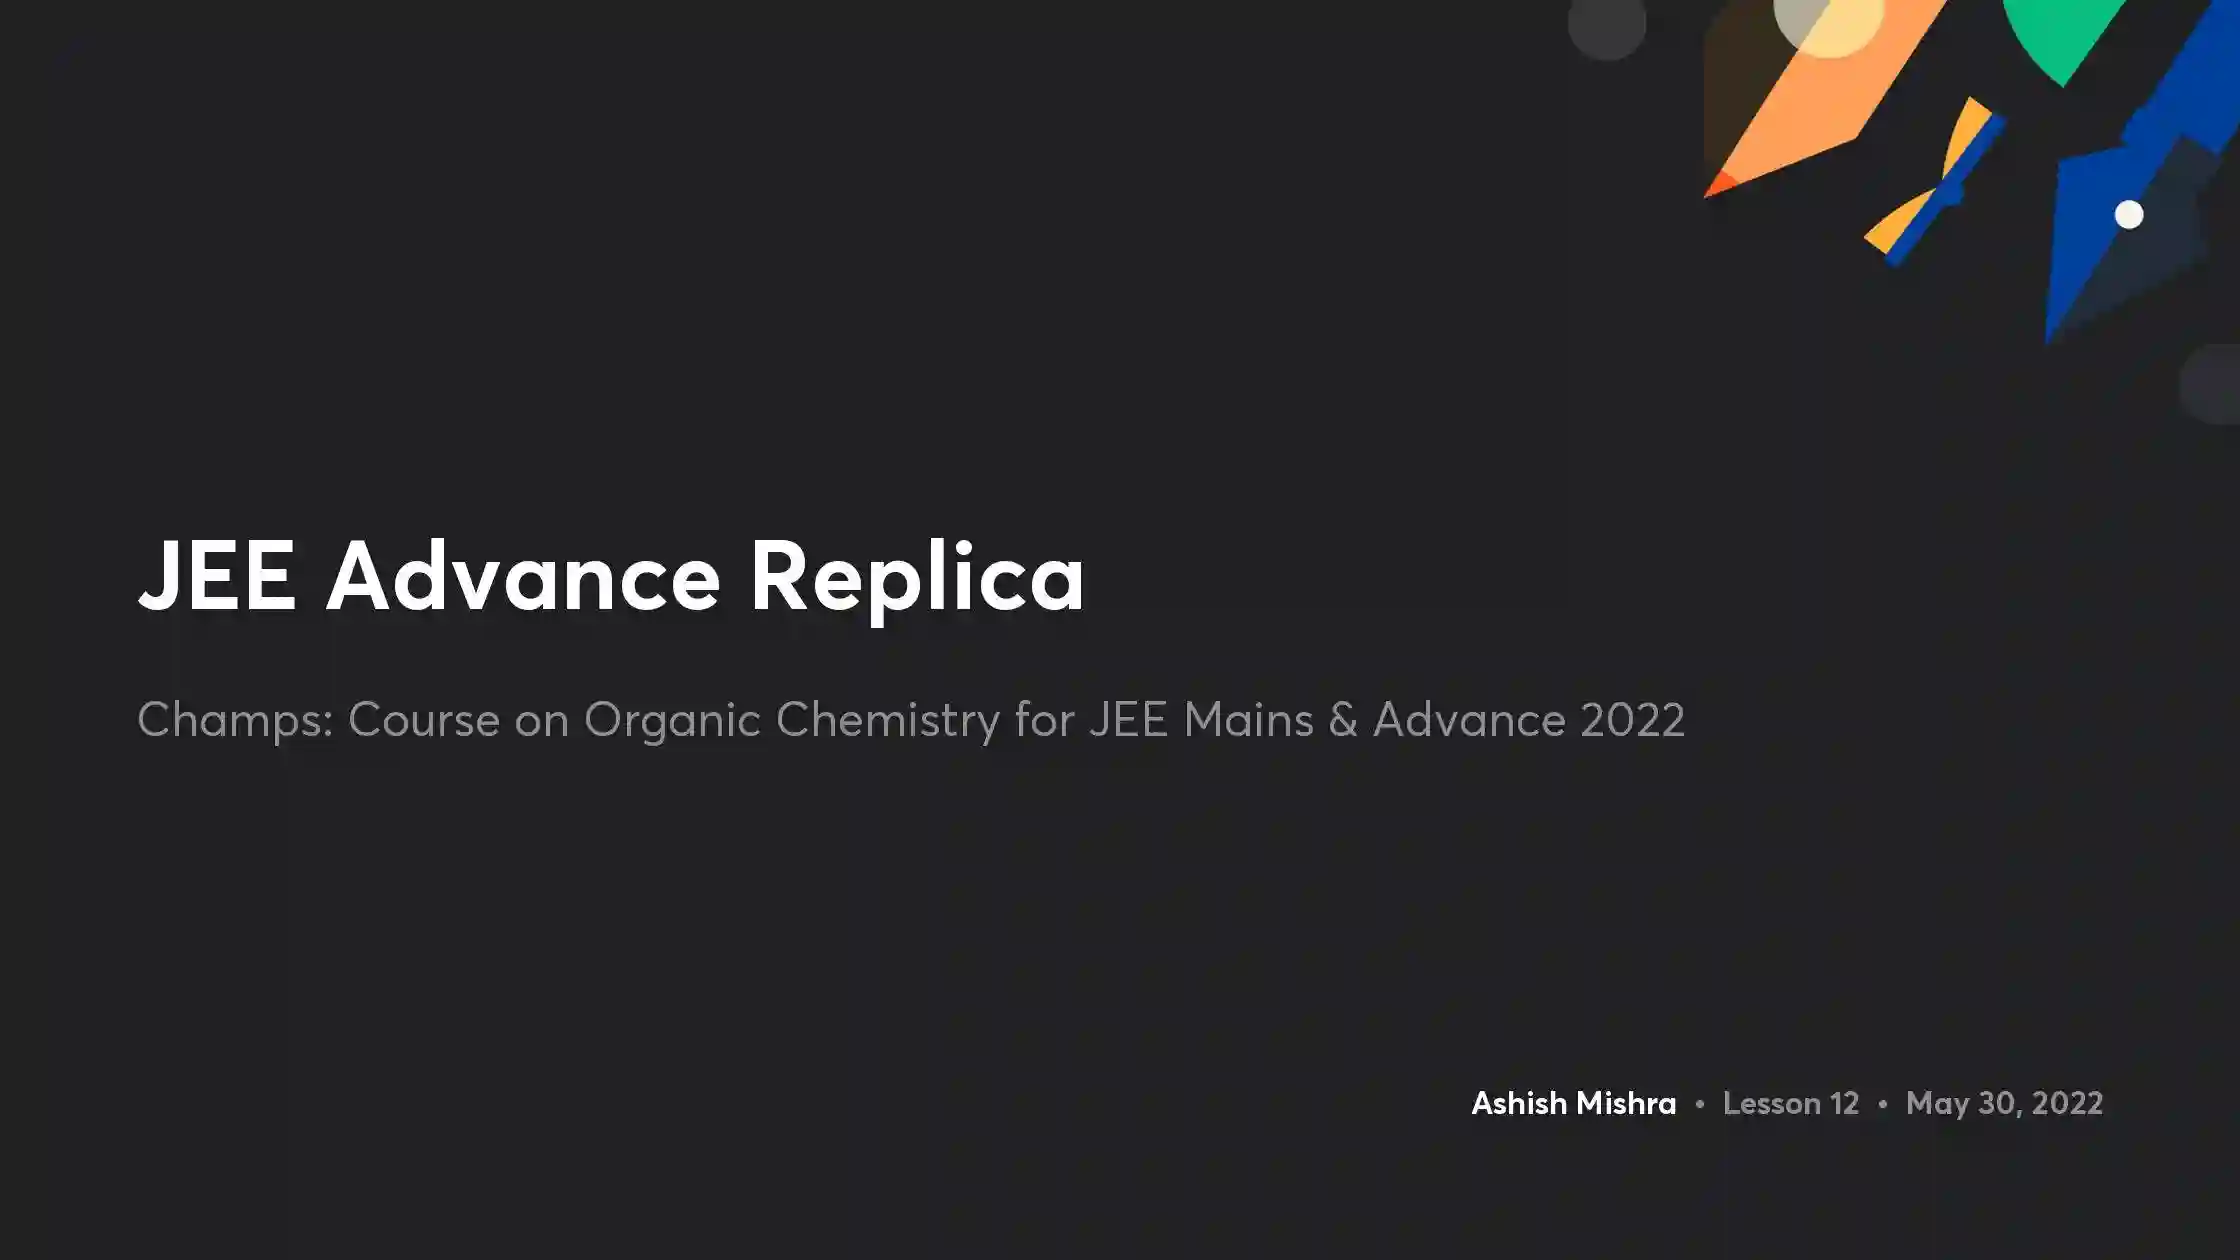 JEE Advance Replica
Champs: Course on Organic Chemistry for JEE Mains & Advance 2022
Ashish Mishra • Lesson 12 • May 30, 2022